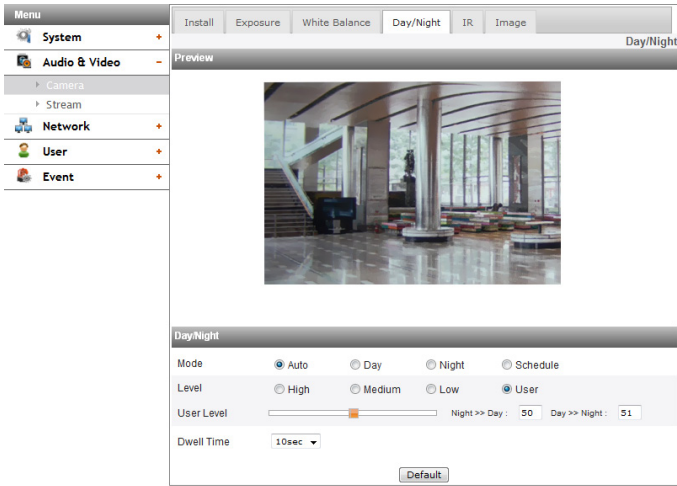 Menu
System +
Audio & Video -
Camera
Stream
Network +
User +
Event +
Install Exposure White Balance Day/Night IR Image
Day/Night
Preview
Day/Night
Mode Auto Day Night Schedule
Level High Medium Low User
User Level Night >> Day : 50 Day >> Night : 51
Dwell Time 10sec
Default